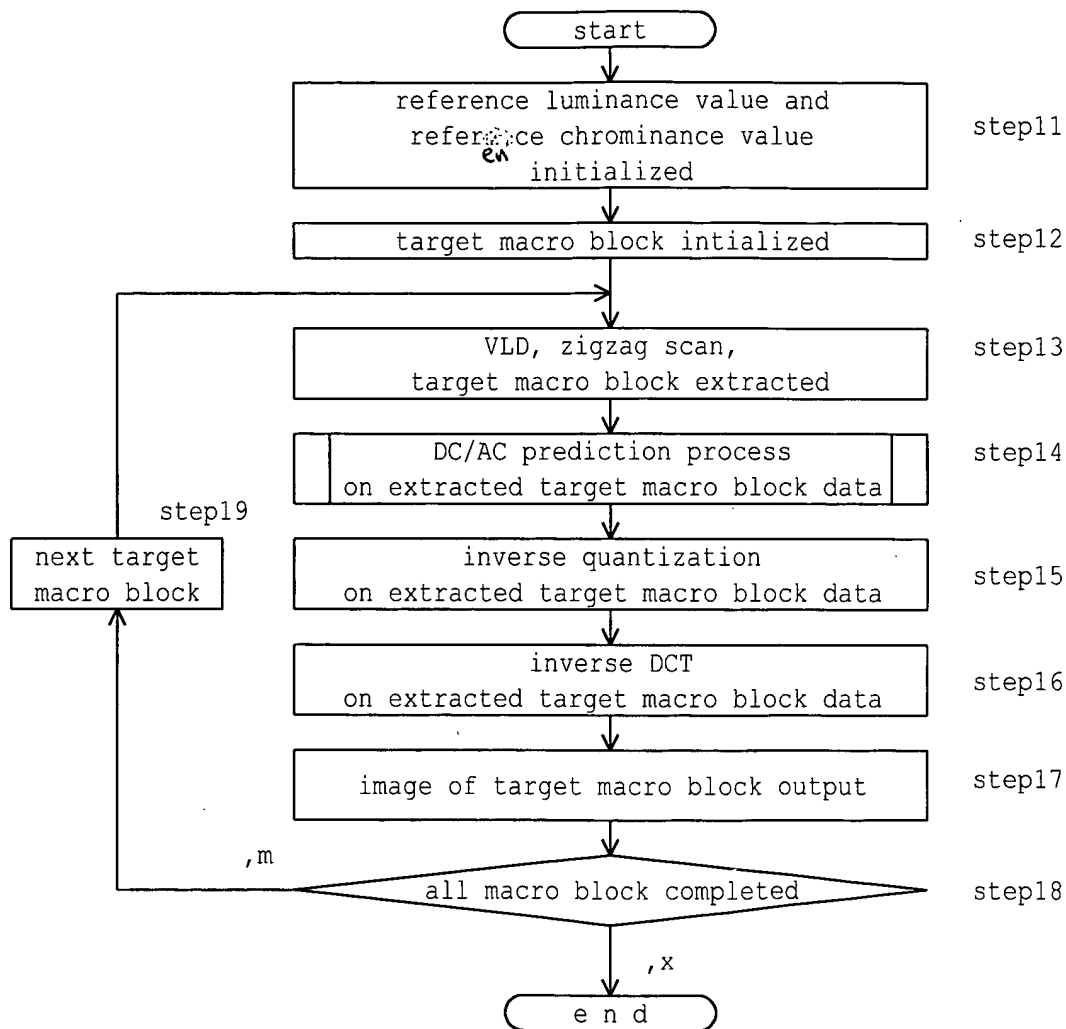 start
reference luminance value and
reference chrominance value
initialized
step11
target macro block intialized
step12
VLD, zigzag scan,
target macro block extracted
step13
DC/AC prediction process
on extracted target macro block data
step14
step19
next target
macro block
inverse quantization
on extracted target macro block data
step15
inverse DCT
on extracted target macro block data
step16
image of target macro block output
step17
,m
all macro block completed
step18
,x
e n d